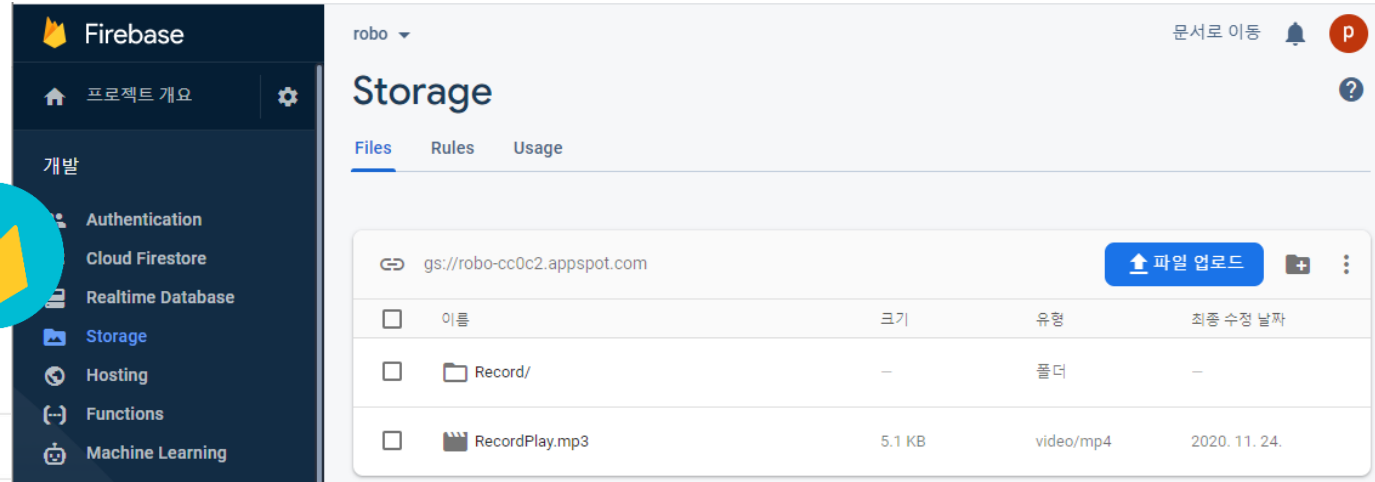 Firebase
프로젝트 개요
개발
Authentication
Cloud Firestore
Realtime Database
Storage
Hosting
Functions
Machine Learning
robo
문서로 이동
p
Storage
Files Rules Usage
gs://robo-cc0c2.appspot.com
파일 업로드
이름 크기 유형 최종 수정 날짜
Record/ – 폴더 –
RecordPlay.mp3 5.1 KB video/mp4 2020. 11. 24.